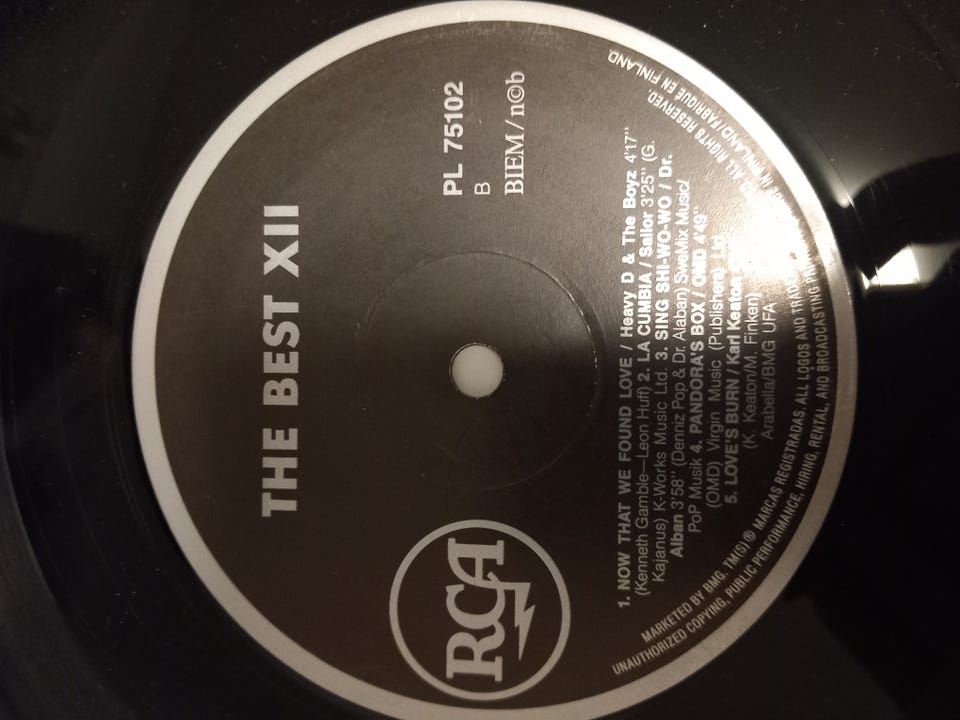 THE BEST XII
RCA
PL 75102
B
BIEM / n©b
1. NOW THAT WE FOUND LOVE / Heavy D & The Boyz 4'17"
(Kenneth Gamble—Leon Huff) 2. LA CUMBIA / Sailor 3'25" (G.
Kajanus) K-Works Music Ltd. 3. SING SHI-WO-WO / Dr.
Alban 3'58" (Denniz Pop & Dr. Alaban) SweMix Music/
PoP Musik 4. PANDORA'S BOX / OMD 4'49"
(OMD) Virgin Music (Publishers) Ltd
5. LOVE'S BURN / Karl Keaton
(K. Keaton/M. Finken)
Arabella/BMG UFA
MARKETED BY BMG. TM(S) ® MARCAS REGISTRADAS. ALL LOGOS AND ALL RIGHTS RESERVED.
UNAUTHORIZED COPYING, PUBLIC PERFORMANCE, HIRING, RENTAL, AND BROADCASTING IN FINLAND/FABRIQUÉ EN FINLAND.